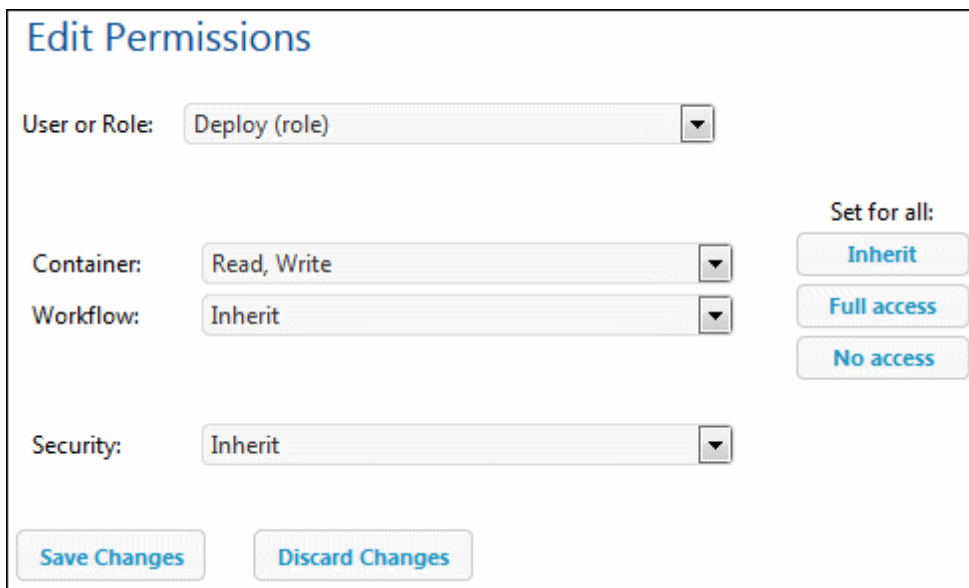 Edit Permissions
User or Role: Deploy (role)
Set for all:
Container: Read, Write
Inherit
Workflow: Inherit
Full access
No access
Security: Inherit
Save Changes Discard Changes